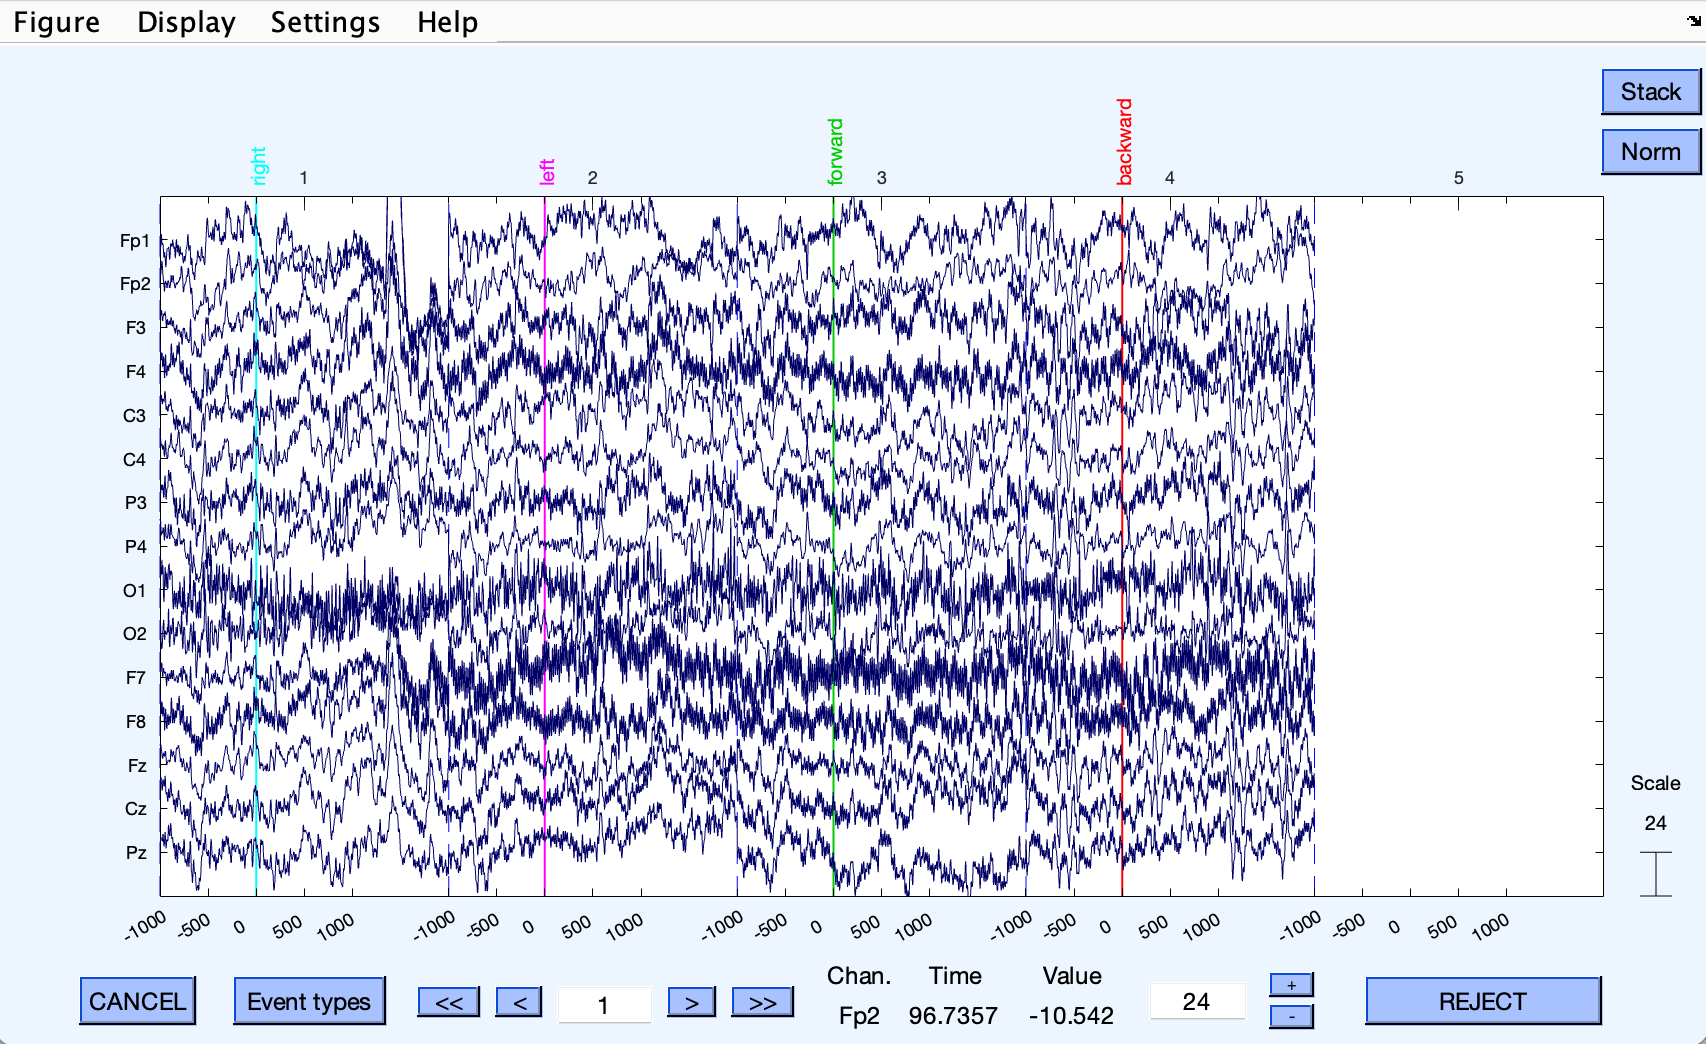 Figure Display Settings Help
Stack
Norm
right 1 left 2 forward 3 backward 4 5
Fp1
Fp2
F3
F4
C3
C4
P3
P4
O1
O2
F7
F8
Fz
Cz
Pz
Scale
24
-1000 -500 0 500 1000 -1000 -500 0 500 1000 -1000 -500 0 500 1000 -1000 -500 0 500 1000 -1000 -500 0 500 1000
Chan. Time Value
CANCEL Event types << < 1 > >> Fp2 96.7357 -10.542 24 + - REJECT